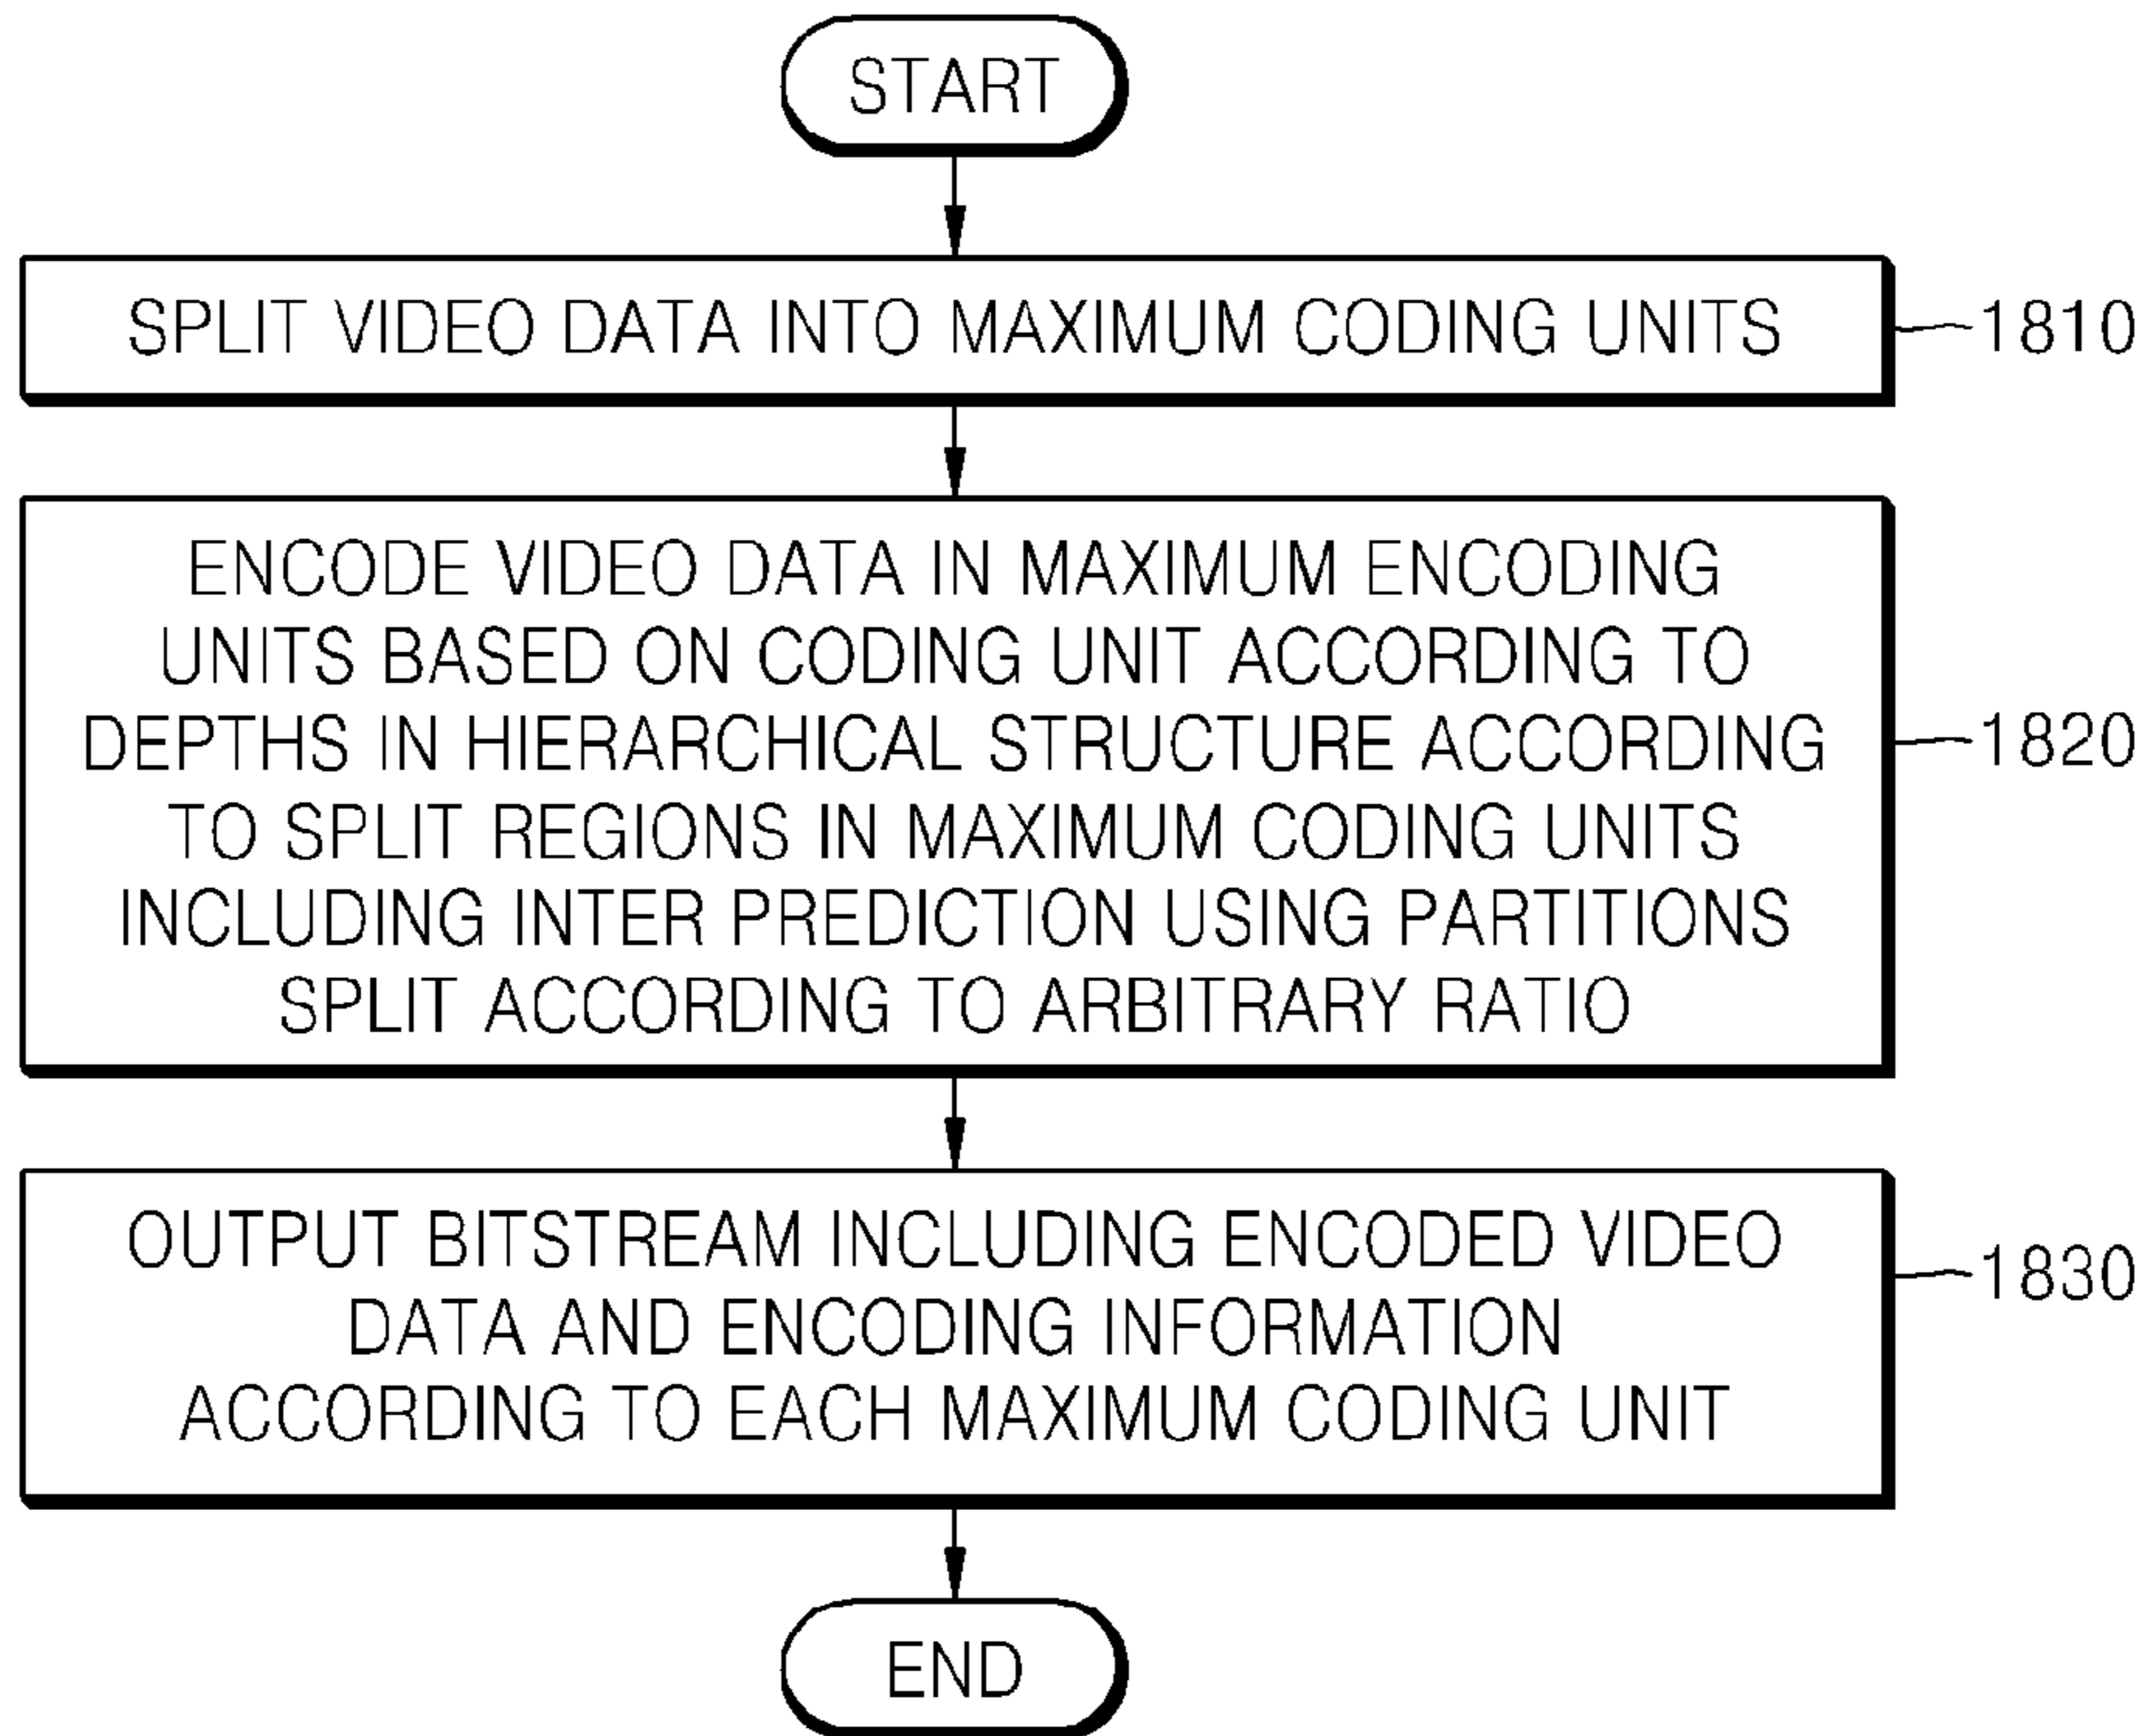 START
SPLIT VIDEO DATA INTO MAXIMUM CODING UNITS
1810
ENCODE VIDEO DATA IN MAXIMUM ENCODING
UNITS BASED ON CODING UNIT ACCORDING TO
DEPTHS IN HIERARCHICAL STRUCTURE ACCORDING
TO SPLIT REGIONS IN MAXIMUM CODING UNITS
INCLUDING INTER PREDICTION USING PARTITIONS
SPLIT ACCORDING TO ARBITRARY RATIO
1820
OUTPUT BITSTREAM INCLUDING ENCODED VIDEO
DATA AND ENCODING INFORMATION
ACCORDING TO EACH MAXIMUM CODING UNIT
1830
END